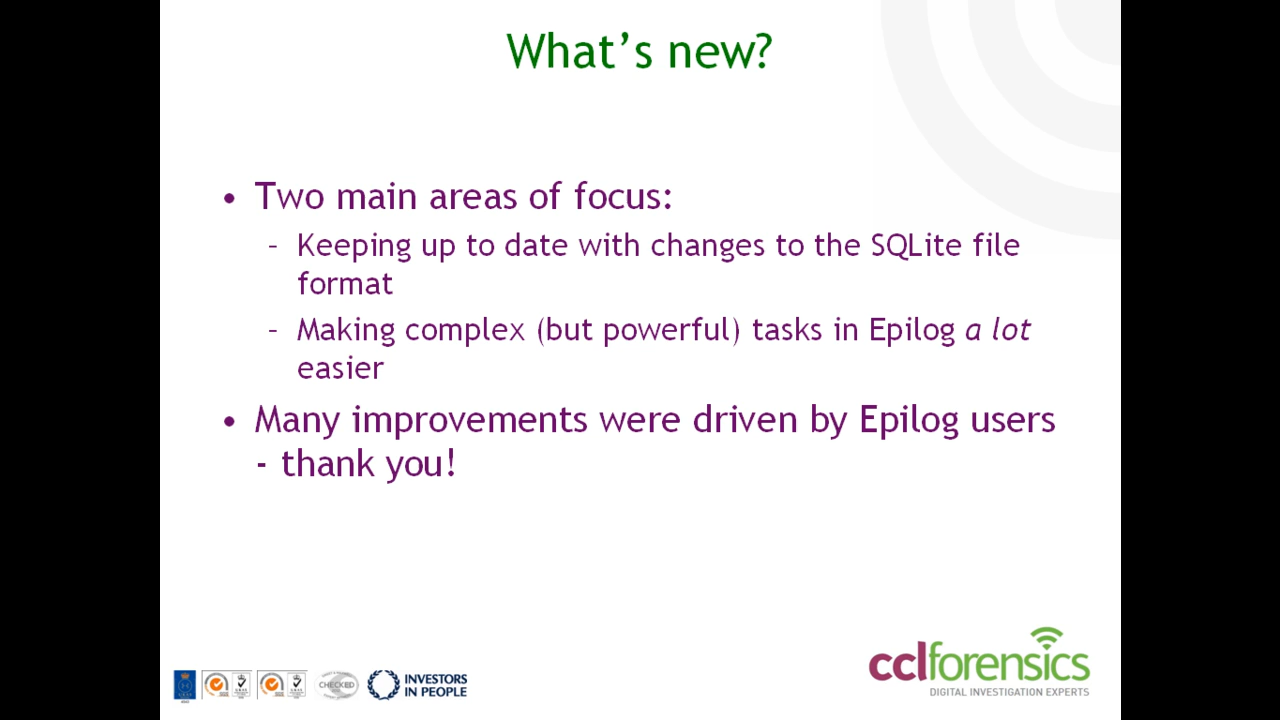 What’s new?
• Two main areas of focus:
– Keeping up to date with changes to the SQLite file
format
– Making complex (but powerful) tasks in Epilog a lot
easier
• Many improvements were driven by Epilog users
- thank you!
CHECKED
INVESTORS
IN PEOPLE
cclforensics
DIGITAL INVESTIGATION EXPERTS